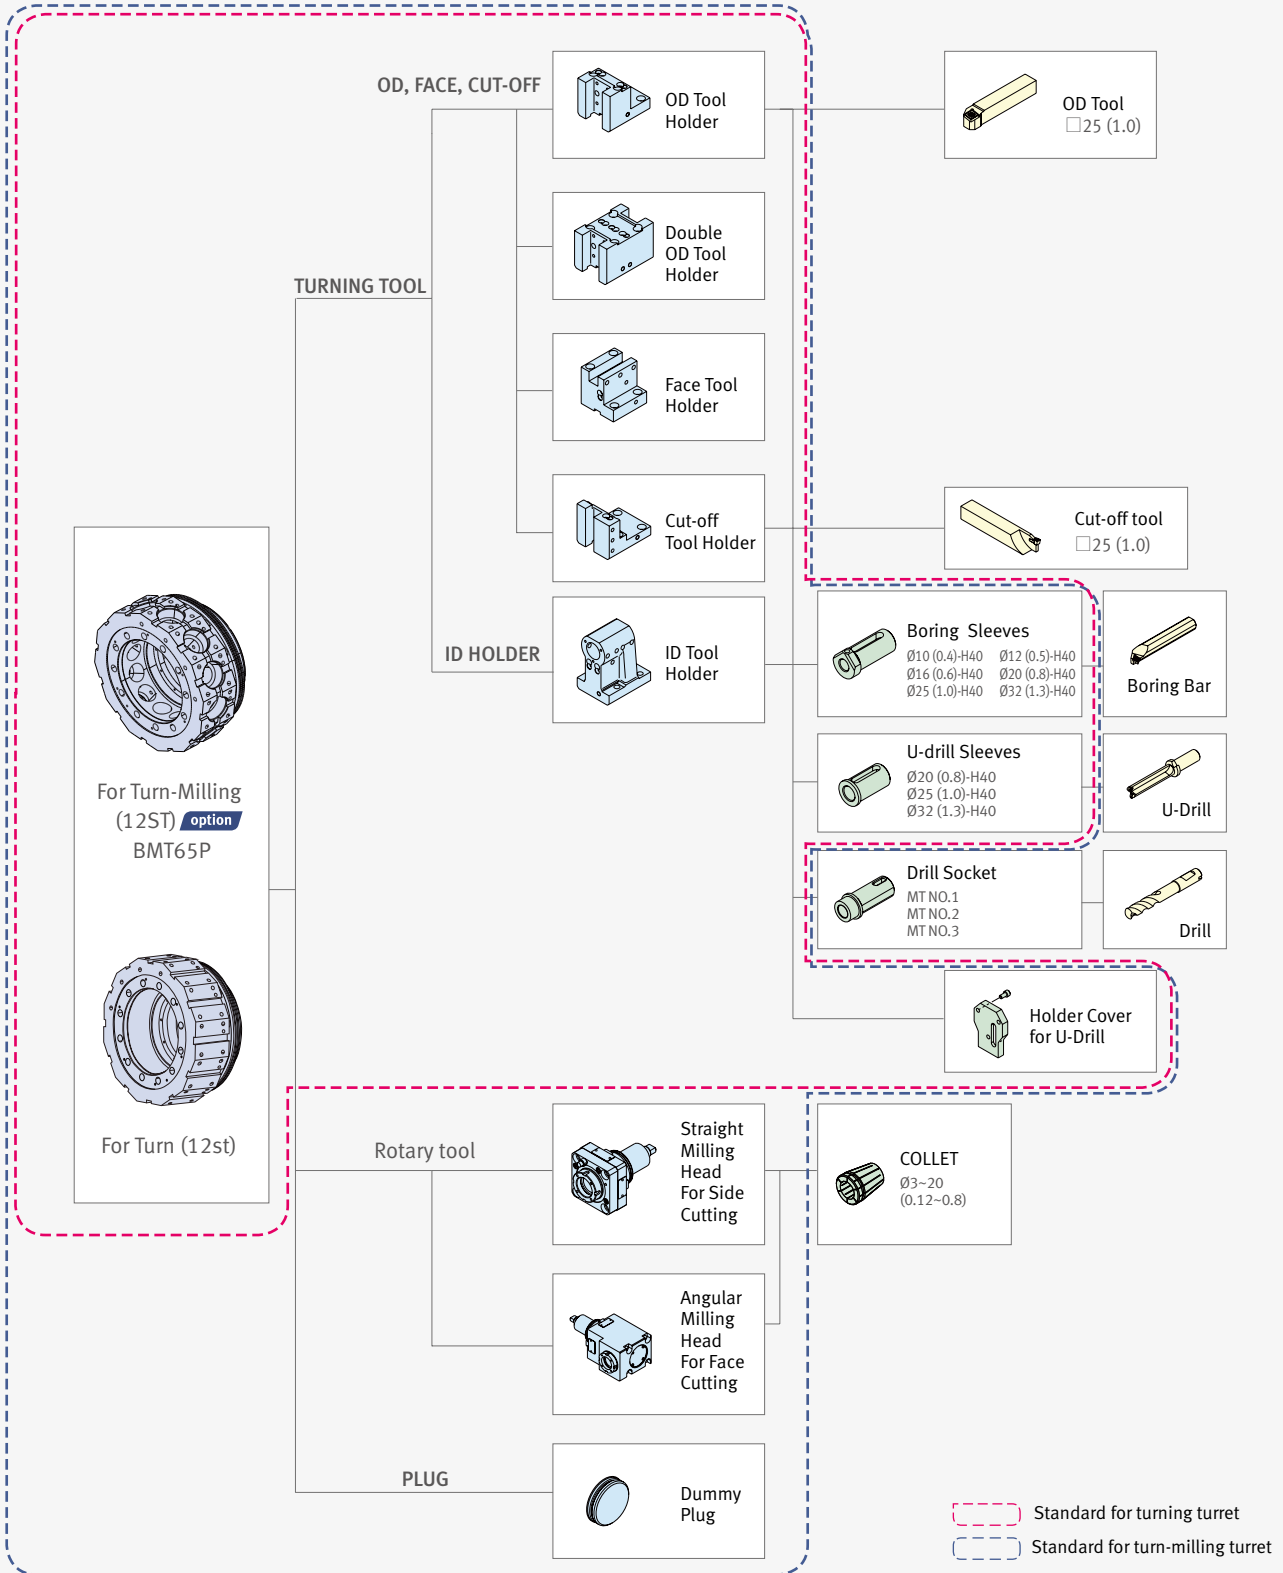 OD, FACE, CUT-OFF
OD Tool
Holder
OD Tool
□25 (1.0)
Double
OD Tool
Holder
TURNING TOOL
Face Tool
Holder
Cut-off
Tool Holder
Cut-off tool
□25 (1.0)
ID HOLDER
ID Tool
Holder
Boring Sleeves
Ø10 (0.4)-H40 Ø12 (0.5)-H40
Ø16 (0.6)-H40 Ø20 (0.8)-H40
Ø25 (1.0)-H40 Ø32 (1.3)-H40
Boring Bar
U-drill Sleeves
Ø20 (0.8)-H40
Ø25 (1.0)-H40
Ø32 (1.3)-H40
U-Drill
For Turn-Milling
(12ST) option
BMT65P
Drill Socket
MT NO.1
MT NO.2
MT NO.3
Drill
Holder Cover
for U-Drill
For Turn (12st)
Rotary tool
Straight
Milling
Head
For Side
Cutting
COLLET
Ø3~20
(0.12~0.8)
Angular
Milling
Head
For Face
Cutting
PLUG
Dummy
Plug
Standard for turning turret
Standard for turn-milling turret